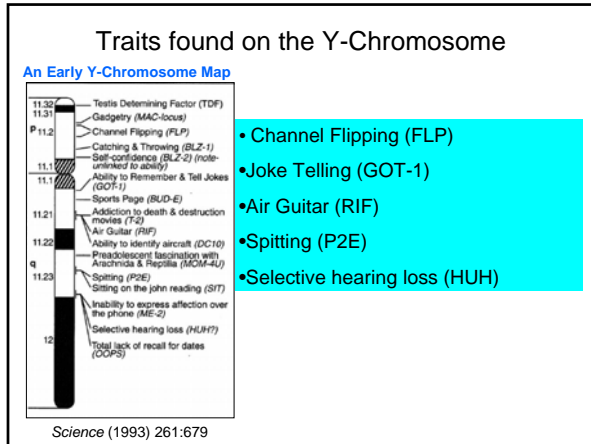 Traits found on the Y-Chromosome
An Early Y-Chromosome Map
11.32
11.31
p
11.2
11.1
11.1
11.21
11.22
q
11.23
12
Testis Detemining Factor (TDF)
Gadgetry (MAC-locus)
Channel Flipping (FLP)
Catching & Throwing (BLZ-1)
Self-confidence (BLZ-2) (note-
unlinked to ability)
Ability to Remember & Tell Jokes
(GOT-1)
Sports Page (BUD-E)
Addiction to death & destruction
movies (T-2)
Air Guitar (RIF)
Ability to identify aircraft (DC10)
Preadolescent fascination with
Arachnida & Reptilia (MOM-4U)
Spitting (P2E)
Sitting on the john reading (SIT)
Inability to express affection over
the phone (ME-2)
Selective hearing loss (HUH?)
Total lack of recall for dates
(OOPS)
• Channel Flipping (FLP)
•Joke Telling (GOT-1)
•Air Guitar (RIF)
•Spitting (P2E)
•Selective hearing loss (HUH)
Science (1993) 261:679